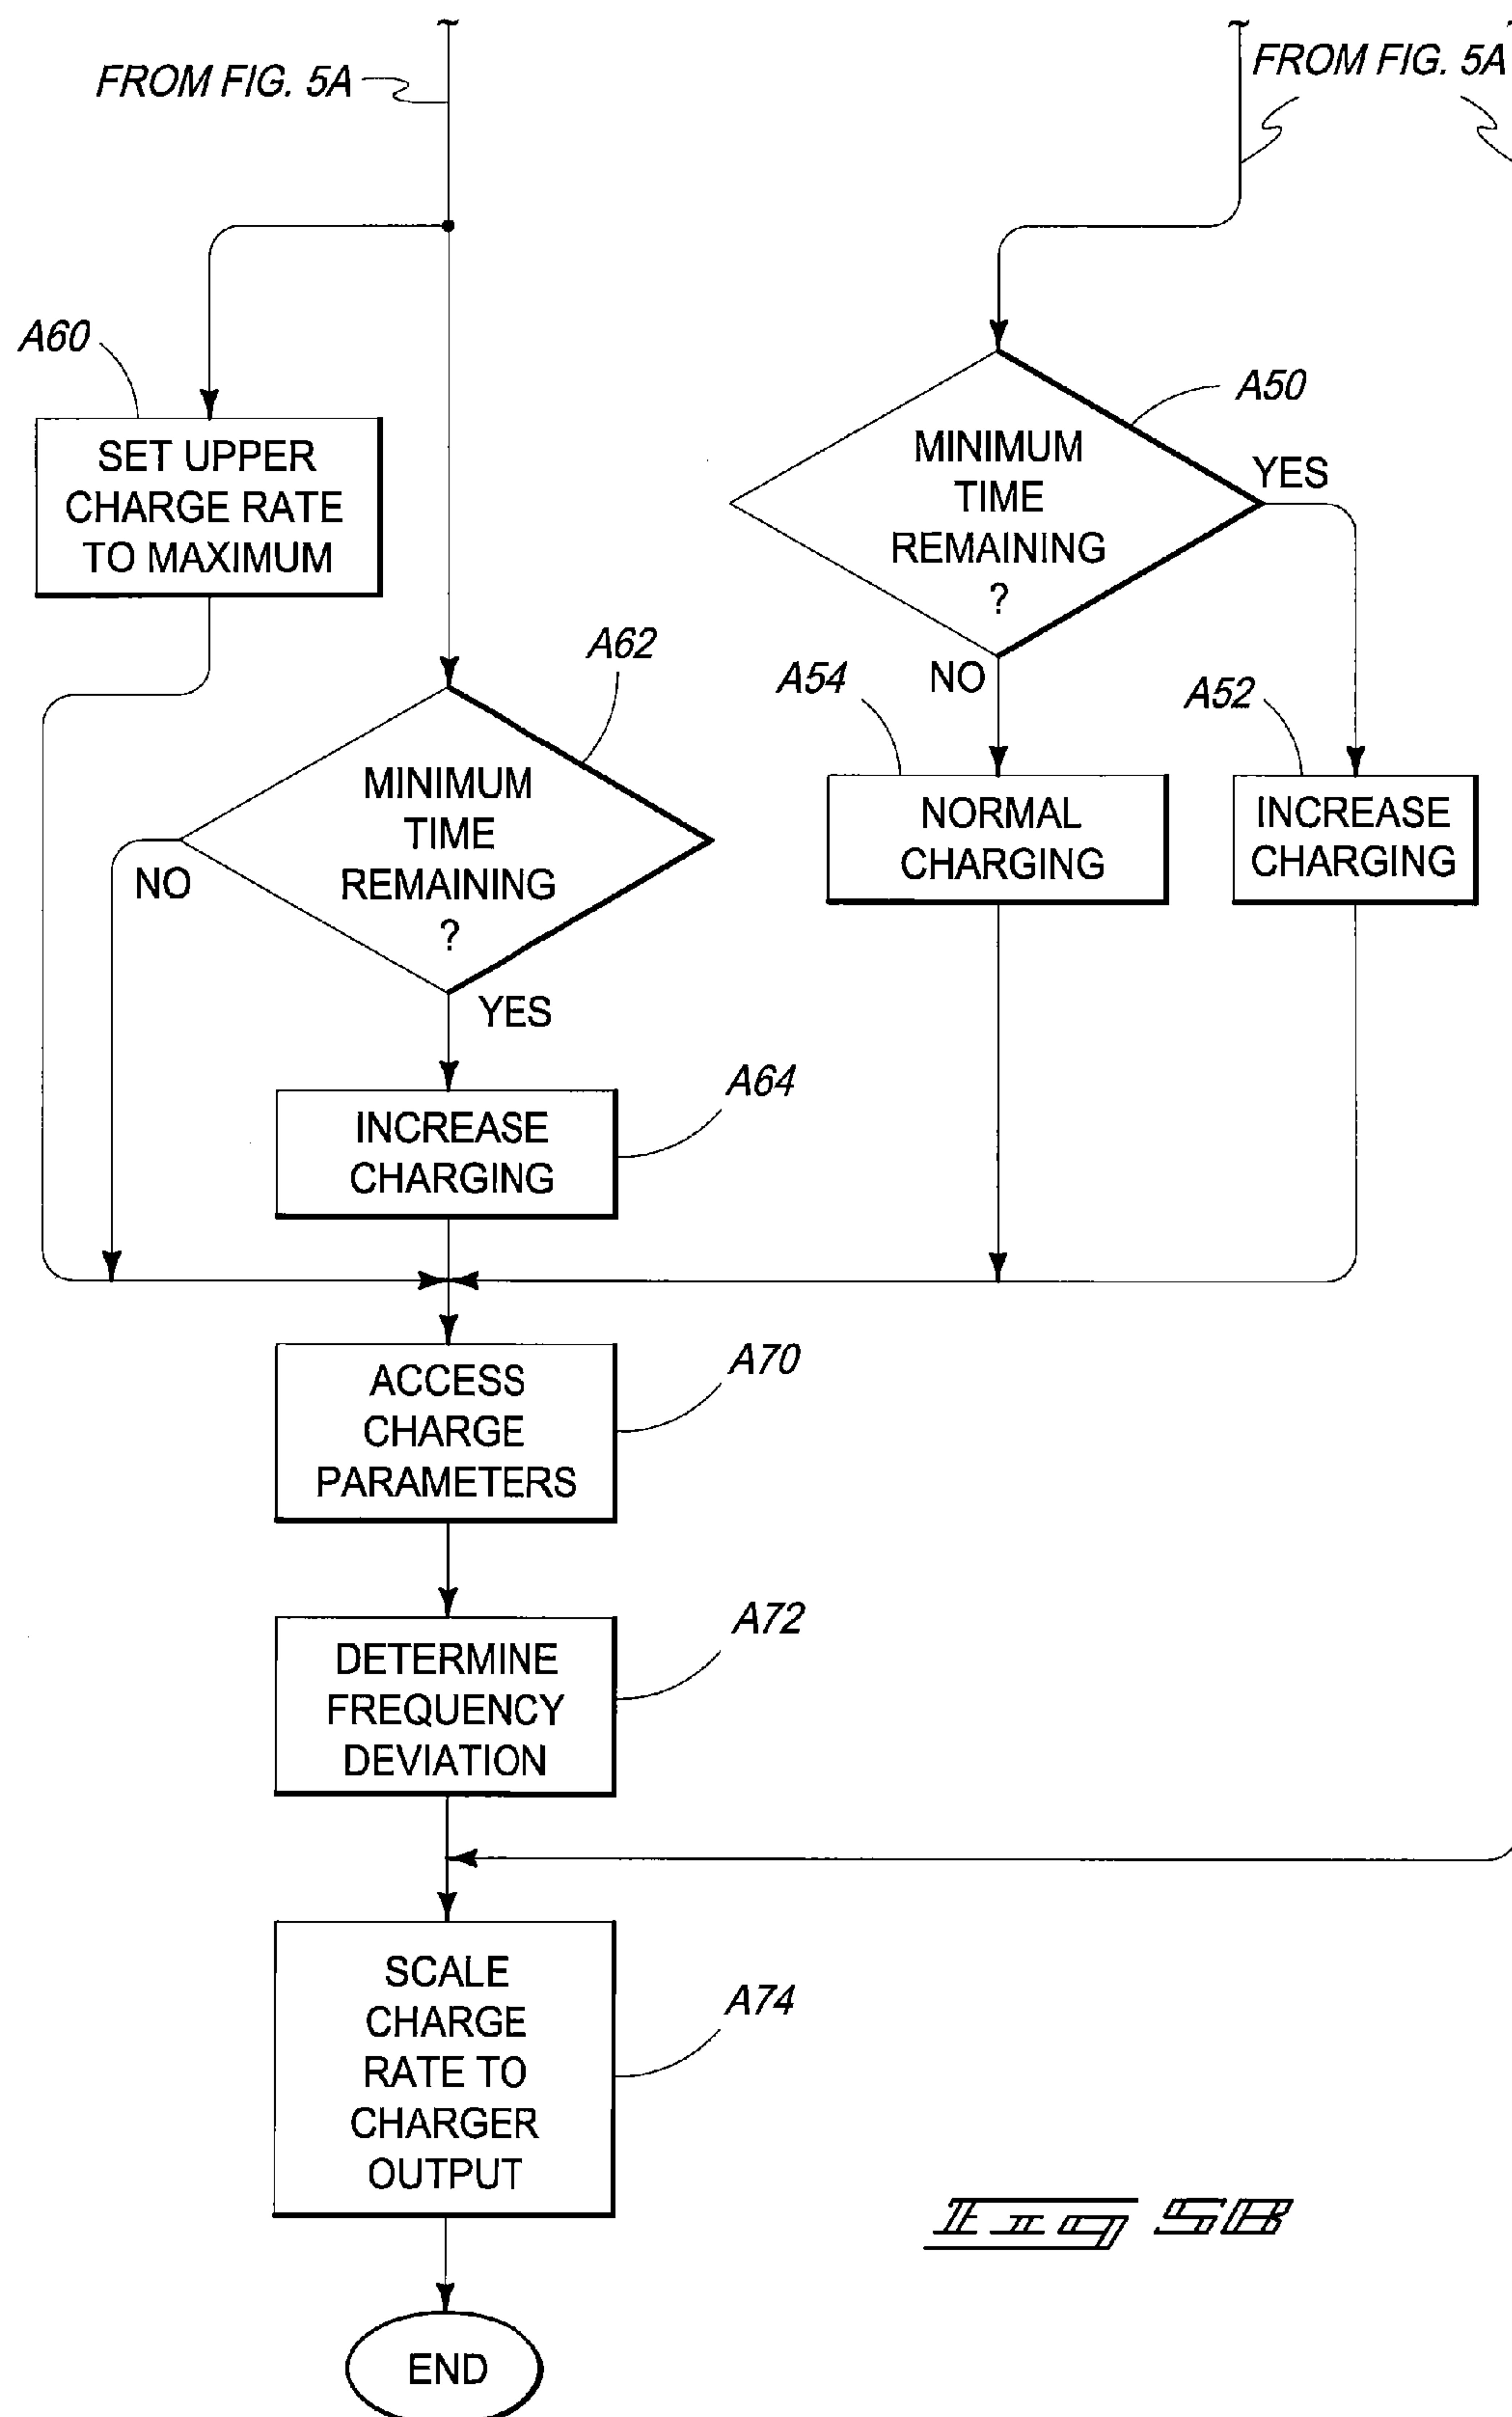 FROM FIG. 5A
FROM FIG. 5A
A60
SET UPPER
CHARGE RATE
TO MAXIMUM
A50
MINIMUM
TIME
REMAINING
?
YES
NO
A62
MINIMUM
TIME
REMAINING
?
NO
YES
A54
NORMAL
CHARGING
A52
INCREASE
CHARGING
A64
INCREASE
CHARGING
A70
ACCESS
CHARGE
PARAMETERS
A72
DETERMINE
FREQUENCY
DEVIATION
A74
SCALE
CHARGE
RATE TO
CHARGER
OUTPUT
END
Fig 5B